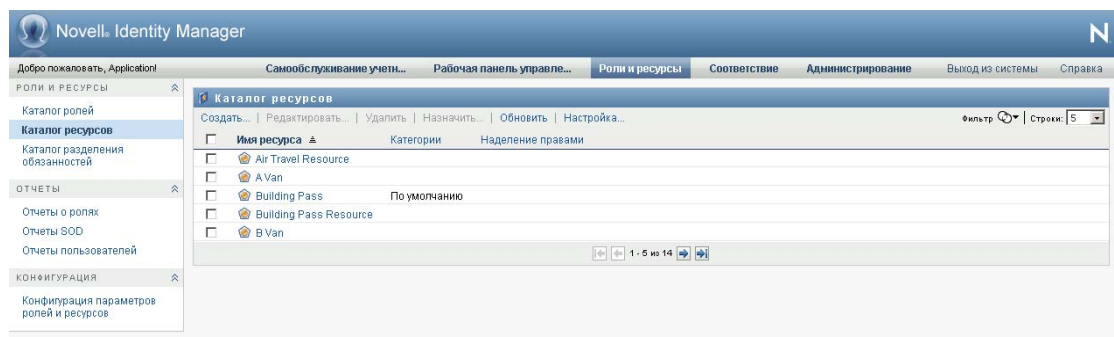 Novell® Identity Manager
N
Добро пожаловать, Application!
Самообслуживание учетн... Рабочая панель управле... Роли и ресурсы Соответствие Администрирование Выход из системы Справка
РОЛИ И РЕСУРСЫ
Каталог ролей
Каталог ресурсов
Каталог разделения
обязанностей
ОТЧЕТЫ
Отчеты о ролях
Отчеты SOD
Отчеты пользователей
КОНФИГУРАЦИЯ
Конфигурация параметров
ролей и ресурсов
Каталог ресурсов
Создать... | Редактировать... | Удалить | Назначить... | Обновить | Настройка... Фильтр | Строки: 5
Имя ресурса Категории Наделение правами
Air Travel Resource
A Van
Building Pass По умолчанию
Building Pass Resource
B Van
1 - 5 из 14